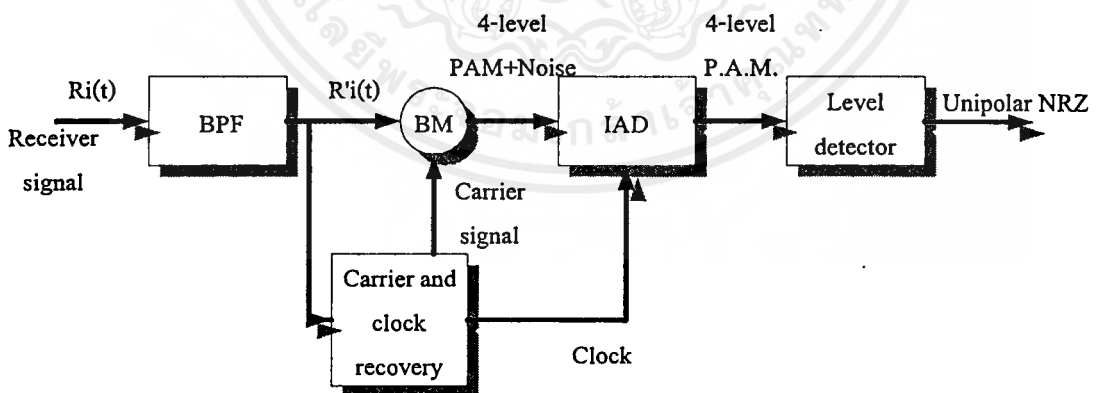 4-level
4-level
PAM+Noise
P.A.M.
Ri(t)
R'i(t)
Receiver
signal
BPF
BM
IAD
Level
detector
Unipolar NRZ
Carrier
signal
Carrier and
clock
recovery
Clock